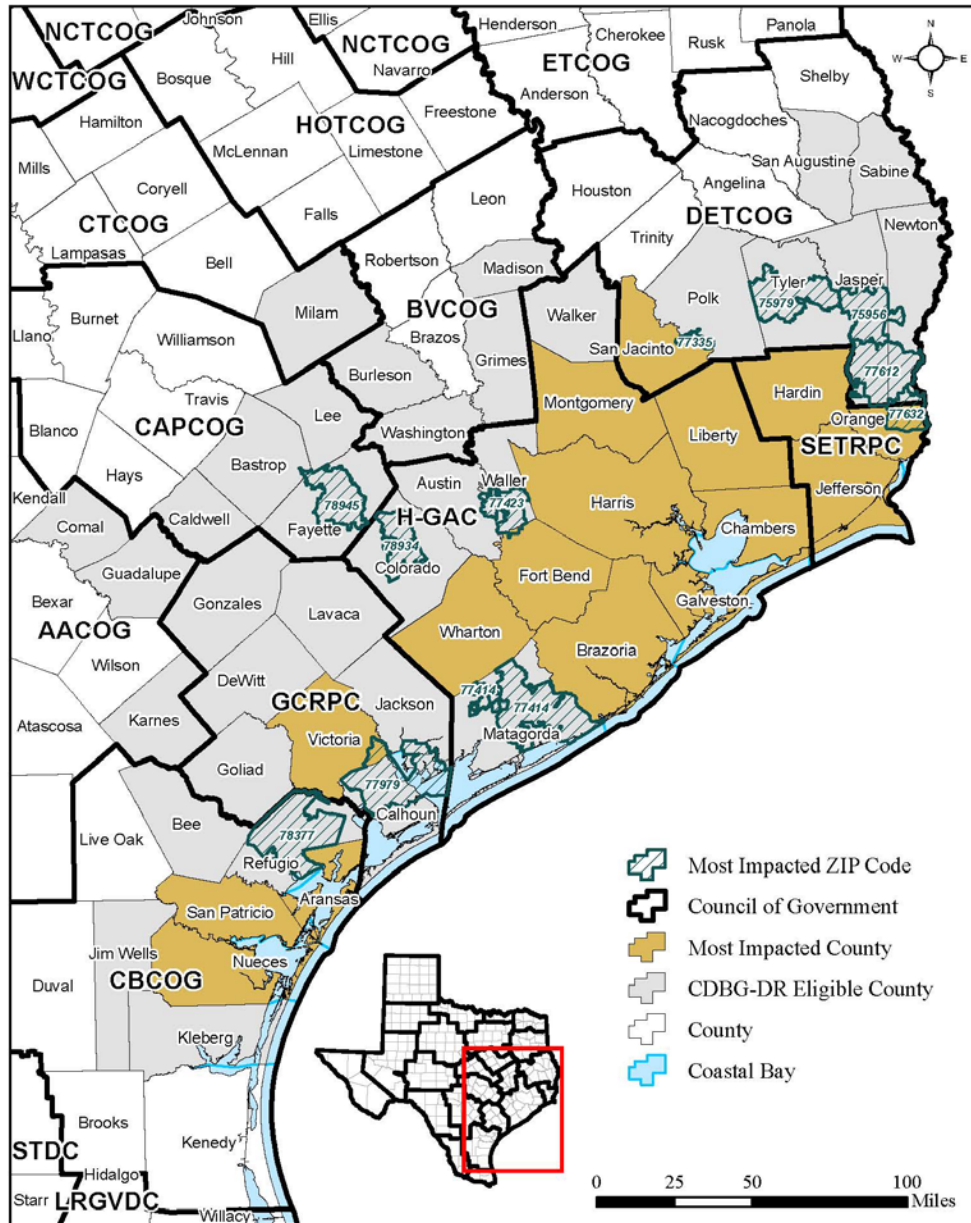 Johnson
Ellis
Henderson
Cherokee
Panola
NCTCOG
Rusk
Hill
NCTCOG
ETCOG
Navarro
Shelby
WCTCOG
Bosque
Anderson
Freestone
Nacogdoches
Hamilton
HOTCOG
McLennan
Limestone
San Augustine
Sabine
Mills
Houston
Angelina
Coryell
Leon
CTCOG
Falls
DETCOG
Newton
Trinity
Lampasas
Bell
Robertson
Madison
Tyler
Jasper
Polk
75979
Milam
BVCOG
Walker
75956
Burnet
Brazos
Llano
Williamson
San Jacinto
77335
Grimes
77612
Burleson
Hardin
Travis
Montgomery
Lee
Orange
77632
Blanco
CAPCOG
Washington
Liberty
SETRPC
Bastrop
Hays
Austin
Waller
Jefferson
Kendall
78945
77423
Harris
H-GAC
Chambers
Caldwell
Fayette
Comal
78934
Colorado
Guadalupe
Fort Bend
Bexar
Gonzales
Lavaca
Galveston
AACOG
Wharton
Brazoria
Wilson
DeWitt
77414
77414
GCRPC
Jackson
Atascosa
Karnes
Matagorda
Victoria
Goliad
77979
Calhoun
Live Oak
Bee
78377
Refugio
Aransas
San Patricio
Jim Wells
Nueces
Duval
CBCOG
Kleberg
Brooks
Kenedy
STDC
Hidalgo
Starr
LRGVDC
Willacy
N
W
E
S
Most Impacted ZIP Code
Council of Government
Most Impacted County
CDBG-DR Eligible County
County
Coastal Bay
0 25 50 100
Miles